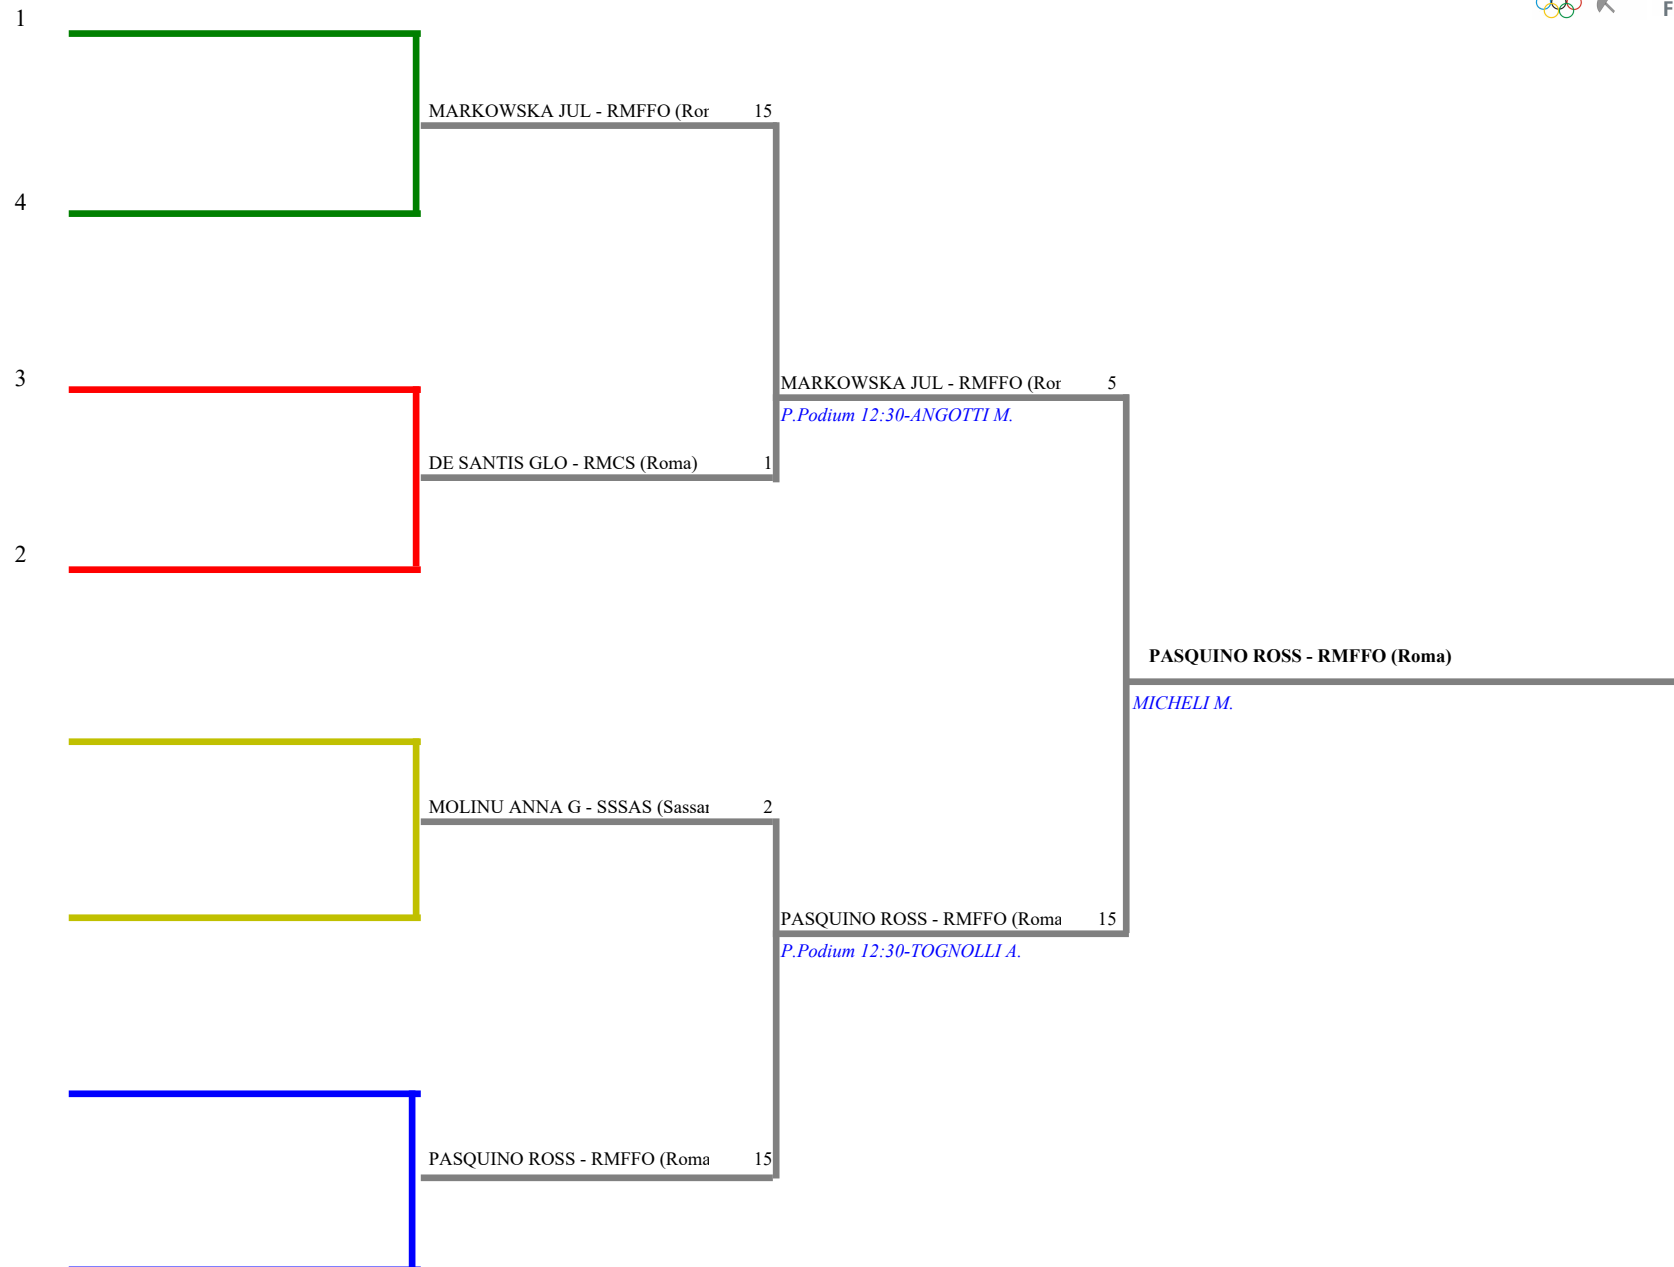 1
F
MARKOWSKA JUL - RMFFO (Ror 15
4
3
MARKOWSKA JUL - RMFFO (Ror 5
P.Podium 12:30-ANGOTTI M.
DE SANTIS GLO - RMCS (Roma) 1
2
PASQUINO ROSS - RMFFO (Roma)
MICHELI M.
MOLINU ANNA G - SSSAS (Sassar 2
PASQUINO ROSS - RMFFO (Roma 15
P.Podium 12:30-TOGNOLLI A.
PASQUINO ROSS - RMFFO (Roma 15